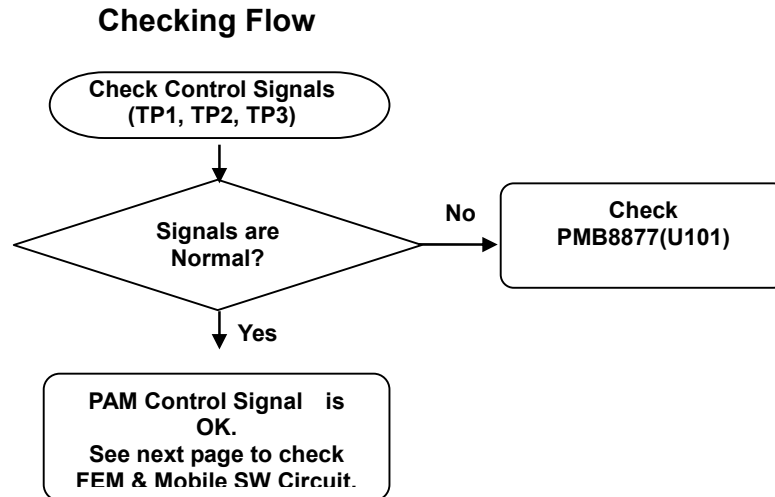 Checking Flow
Check Control Signals
(TP1, TP2, TP3)
Signals are
Normal?
No
Check
PMB8877(U101)
Yes
PAM Control Signal is
OK.
See next page to check
FEM & Mobile SW Circuit.